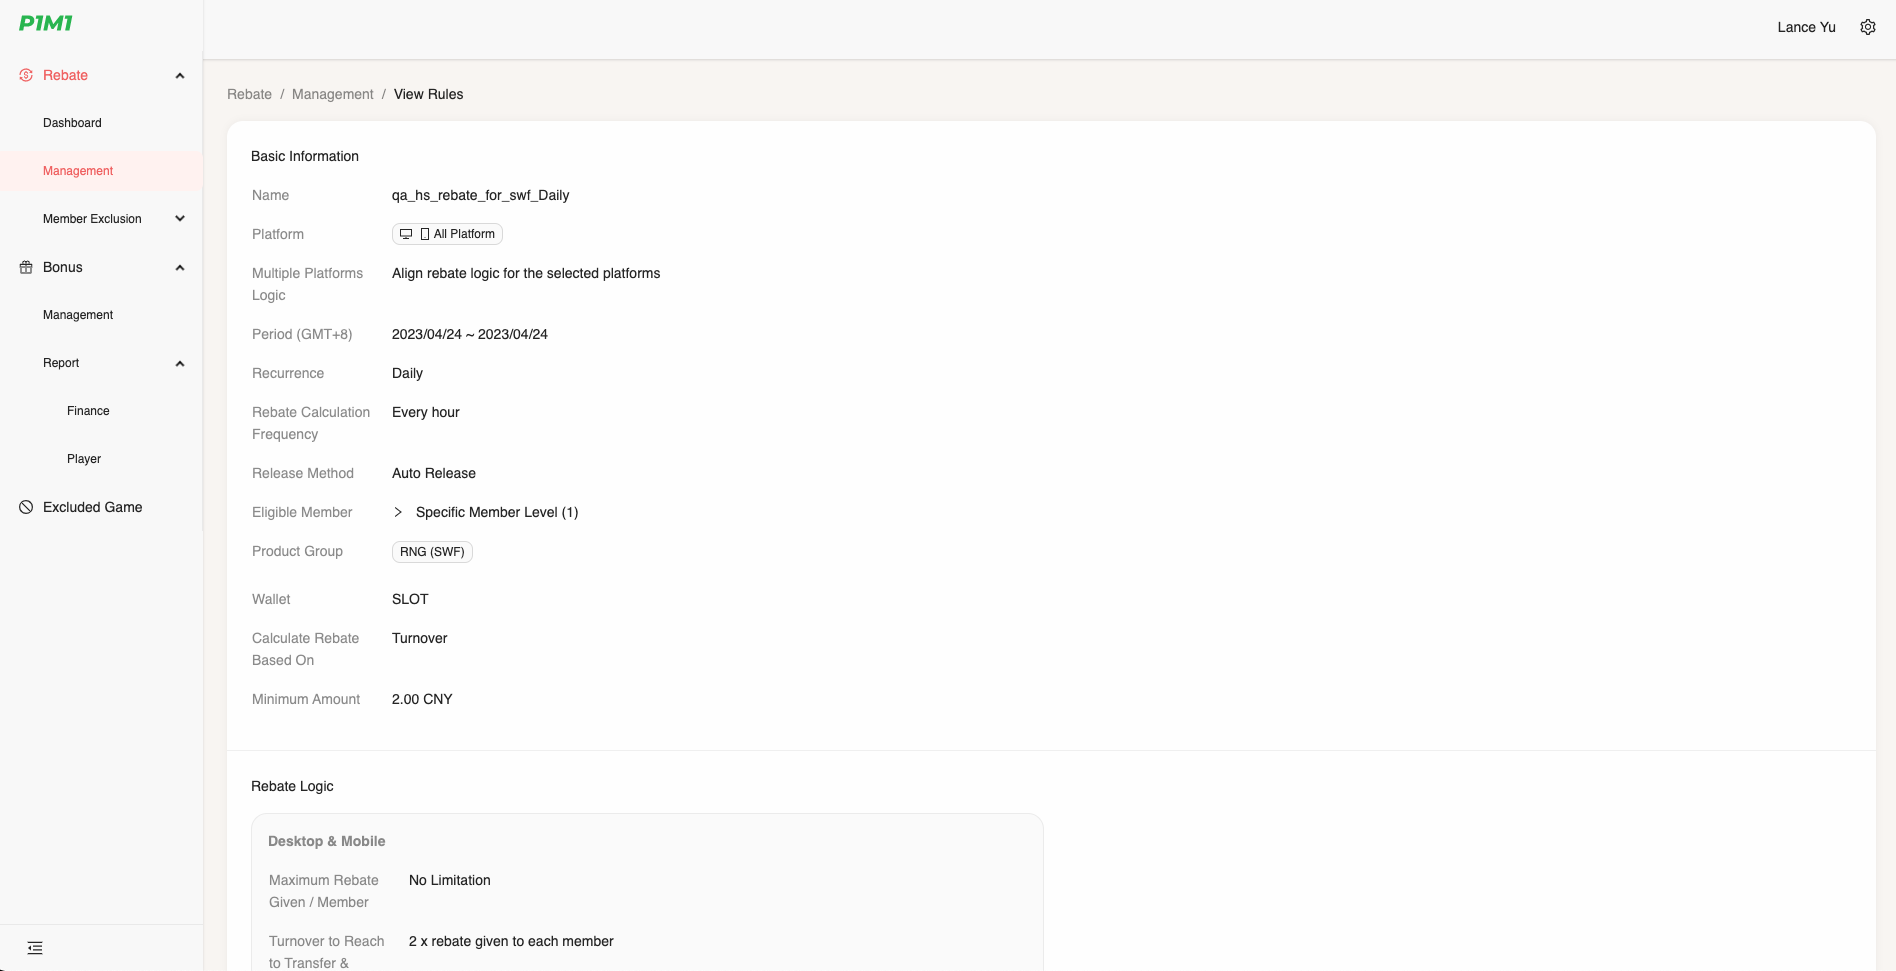 P1M1
Lance Yu
Rebate
Dashboard
Management
Member Exclusion
Bonus
Management
Report
Finance
Player
Excluded Game
Rebate / Management / View Rules
Basic Information
Name qa_hs_rebate_for_swf_Daily
Platform All Platform
Multiple Platforms Align rebate logic for the selected platforms
Logic
Period (GMT+8) 2023/04/24 ~ 2023/04/24
Recurrence Daily
Rebate Calculation Every hour
Frequency
Release Method Auto Release
Eligible Member Specific Member Level (1)
Product Group RNG (SWF)
Wallet SLOT
Calculate Rebate Turnover
Based On
Minimum Amount 2.00 CNY
Rebate Logic
Desktop & Mobile
Maximum Rebate No Limitation
Given / Member
Turnover to Reach 2 x rebate given to each member
to Transfer &